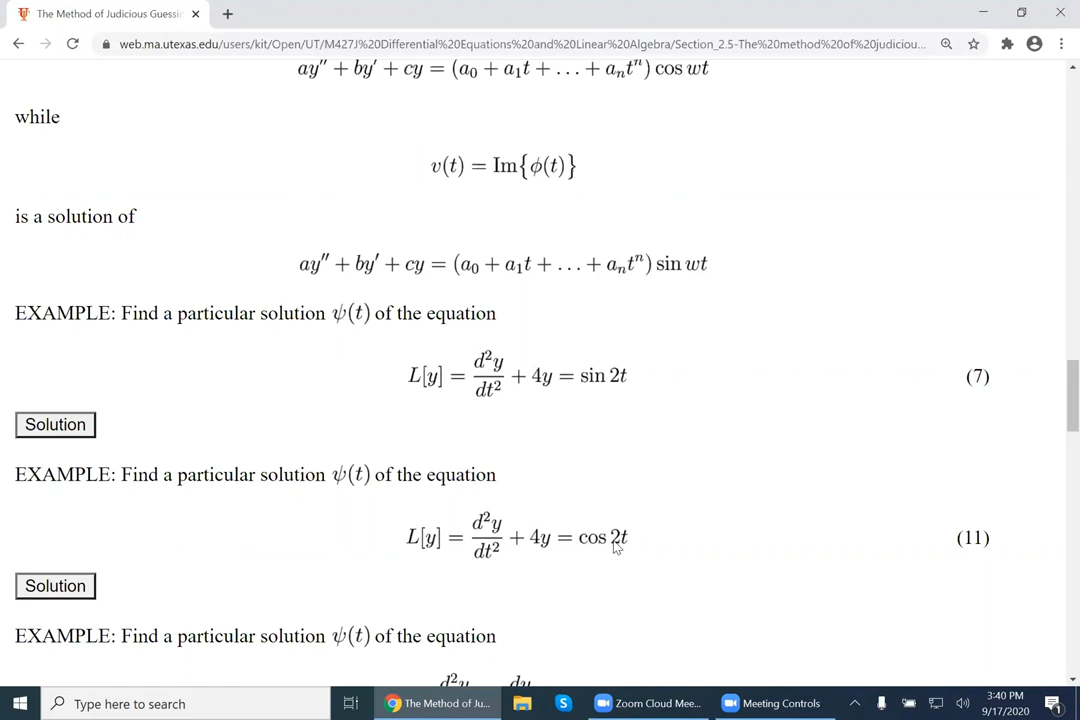 The Method of Judicious Guessin
web.ma.utexas.edu/users/kit/Open/UT/M427J%20Differential%20Equations%20and%20Linear%20Algebra/Section_2.5-The%20method%20of%20judiciou...
ay″ + by′ + cy = (a₀ + a₁t + … + aₙtⁿ) cos wt
while
v(t) = Im{ϕ(t)}
is a solution of
ay″ + by′ + cy = (a₀ + a₁t + … + aₙtⁿ) sin wt
EXAMPLE: Find a particular solution ψ(t) of the equation
L[y] = d²y/dt² + 4y = sin 2t (7)
Solution
EXAMPLE: Find a particular solution ψ(t) of the equation
L[y] = d²y/dt² + 4y = cos 2t (11)
Solution
EXAMPLE: Find a particular solution ψ(t) of the equation
Type here to search
The Method of Ju...
Zoom Cloud Mee...
Meeting Controls
3:40 PM
9/17/2020
1